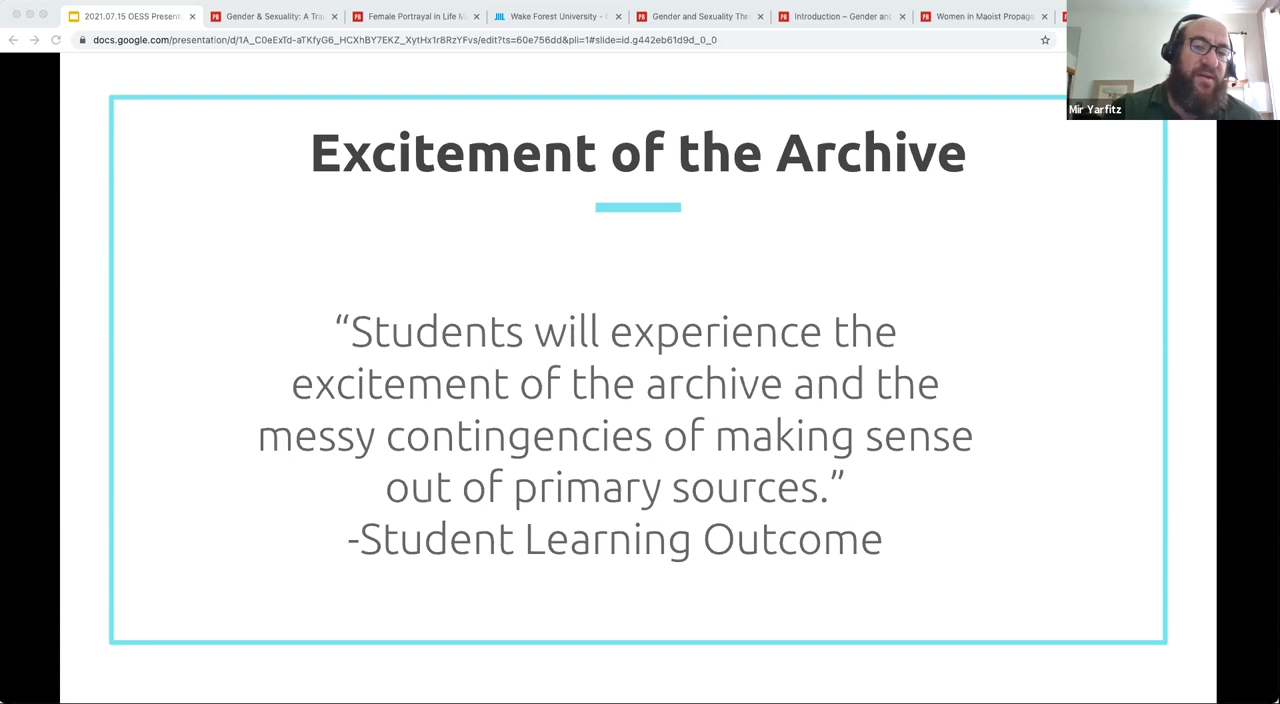 2021.07.15 OESS Present
Gender & Sexuality: A Tra
Female Portrayal in Life M
Wake Forest University -
Gender and Sexuality Thr
Introduction – Gender and
Women in Maoist Propaga
docs.google.com/presentation/d/1A_C0eExTd-aTKfyG6_HCXhBY7EKZ_XytHx1r8RzYFvs/edit?ts=60e756dd&pli=1#slide=id.g442eb61d9d_0_0
Mir Yarfitz
Excitement of the Archive
“Students will experience the
excitement of the archive and the
messy contingencies of making sense
out of primary sources.”
-Student Learning Outcome